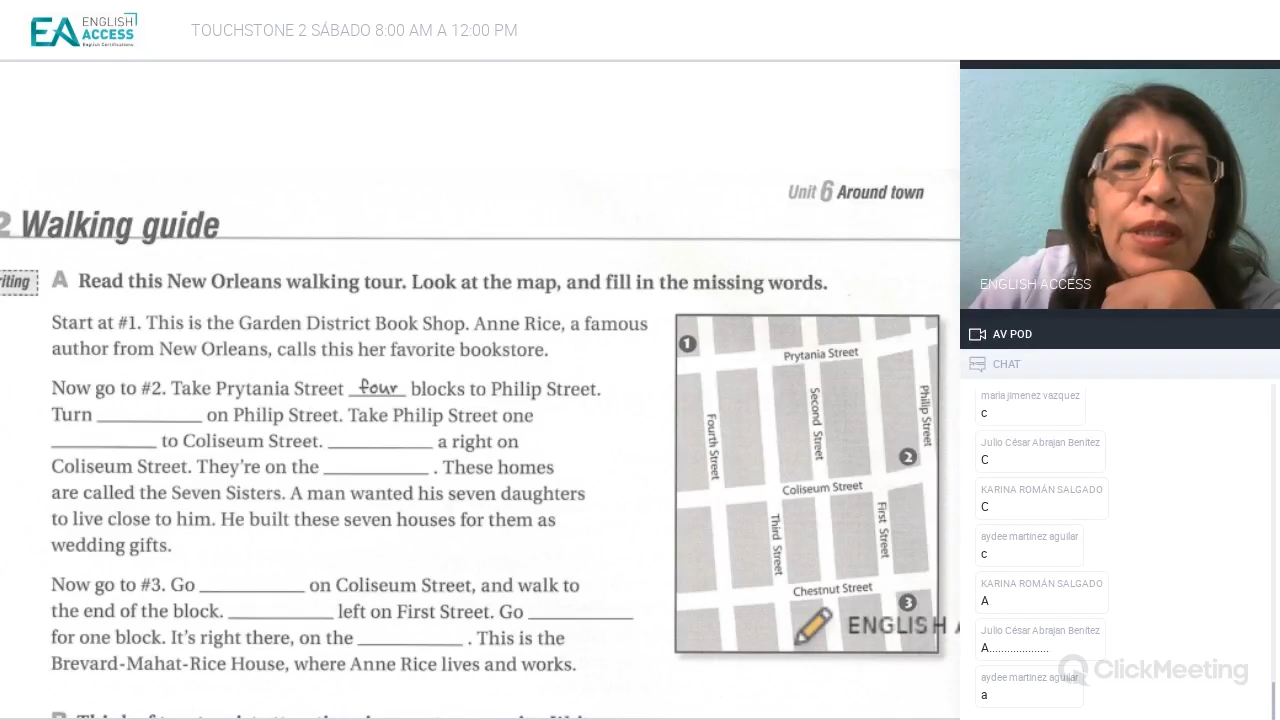 EA ENGLISH ACCESS
English Certifications
TOUCHSTONE 2 SÁBADO 8:00 AM A 12:00 PM
Unit 6 Around town
2 Walking guide
riting
A Read this New Orleans walking tour. Look at the map, and fill in the missing words.
Start at #1. This is the Garden District Book Shop. Anne Rice, a famous
author from New Orleans, calls this her favorite bookstore.
Now go to #2. Take Prytania Street four blocks to Philip Street.
Turn ____________ on Philip Street. Take Philip Street one
____________ to Coliseum Street. ____________ a right on
Coliseum Street. They're on the ____________ . These homes
are called the Seven Sisters. A man wanted his seven daughters
to live close to him. He built these seven houses for them as
wedding gifts.
Now go to #3. Go ____________ on Coliseum Street, and walk to
the end of the block. ____________ left on First Street. Go ____________
for one block. It's right there, on the ____________ . This is the
Brevard-Mahat-Rice House, where Anne Rice lives and works.
1
Prytania Street
Fourth Street
Second Street
Philip Street
2
Coliseum Street
Third Street
First Street
Chestnut Street
3
ENGLISH A
ENGLISH ACCESS
AV POD
CHAT
maria jimenez vazquez
c
Julio César Abrajan Benítez
C
KARINA ROMÁN SALGADO
C
aydee martinez aguilar
c
KARINA ROMÁN SALGADO
A
Julio César Abrajan Benítez
A....................
aydee martinez aguilar
a
ClickMeeting